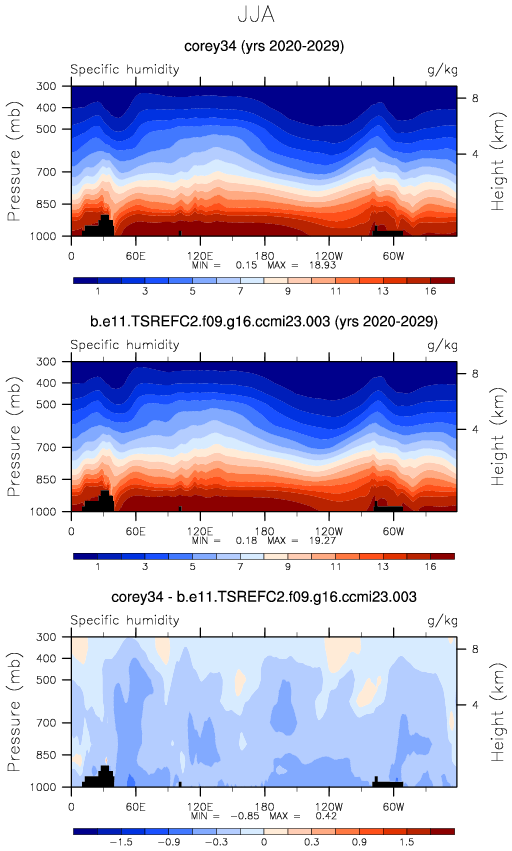 JJA
corey34 (yrs 2020-2029)
Specific humidity g/kg
300
400
500
700
850
1000
Pressure (mb)
8
4
Height (km)
0 60E 120E 180 120W 60W
MIN = 0.15 MAX = 18.93
1 3 5 7 9 11 13 16
b.e11.TSREFC2.f09.g16.ccmi23.003 (yrs 2020-2029)
Specific humidity g/kg
300
400
500
700
850
1000
Pressure (mb)
8
4
Height (km)
0 60E 120E 180 120W 60W
MIN = 0.18 MAX = 19.27
1 3 5 7 9 11 13 16
corey34 - b.e11.TSREFC2.f09.g16.ccmi23.003
Specific humidity g/kg
300
400
500
700
850
1000
Pressure (mb)
8
4
Height (km)
0 60E 120E 180 120W 60W
MIN = -0.85 MAX = 0.42
-1.5 -0.9 -0.3 0 0.3 0.9 1.5